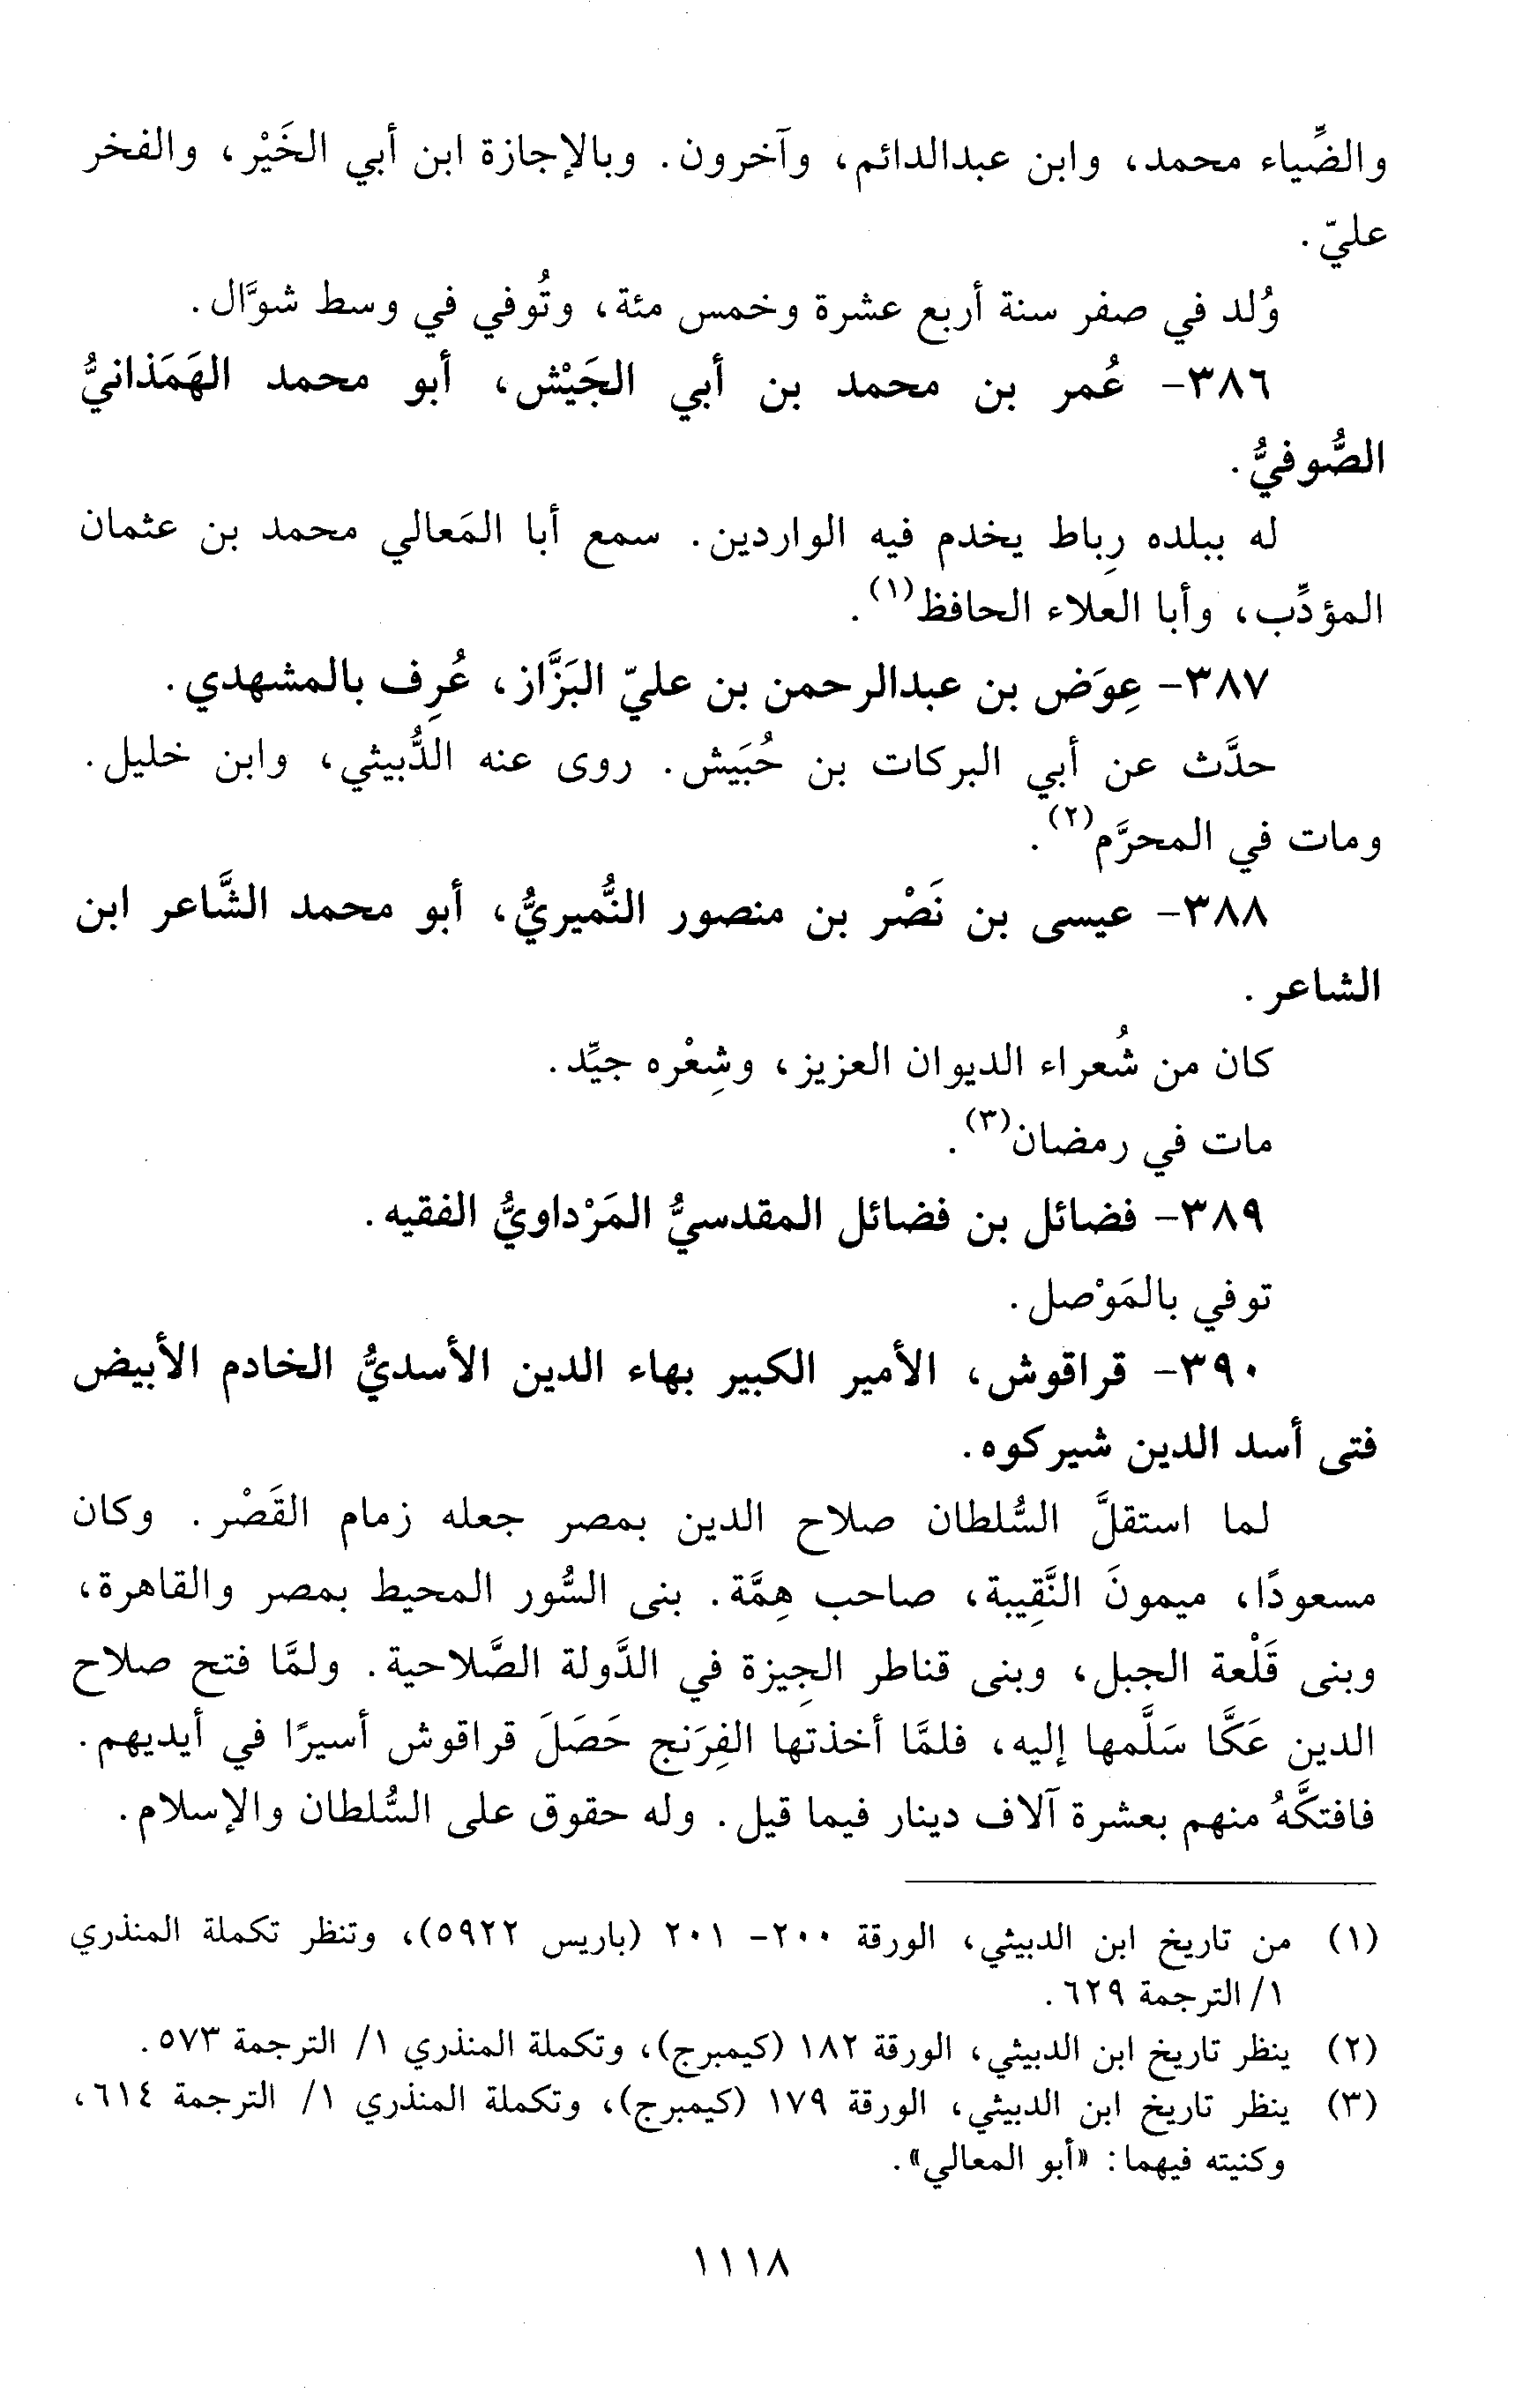 والضِّياء محمد، وابن عبدالدائم، وآخرون. وبالإجازة ابن أبي الخَيْر، والفخر
عليّ.
وُلد في صفر سنة أربع عشرة وخمس مئة، وتُوفي في وسط شوَّال.
٣٨٦- عُمر بن محمد بن أبي الجَيْش، أبو محمد الهَمَذانيُّ
الصُّوفيُّ.
له ببلده رِباط يخدم فيه الواردين. سمع أبا المَعالي محمد بن عثمان
المؤدِّب، وأبا العلاء الحافظ(١).
٣٨٧- عِوَض بن عبدالرحمن بن عليّ البَزَّاز، عُرِف بالمشهدي.
حدَّث عن أبي البركات بن حُبَيش. روى عنه الدُّبيثي، وابن خليل.
ومات في المحرَّم(٢).
٣٨٨- عيسى بن نَصْر بن منصور النُّميريُّ، أبو محمد الشَّاعر ابن
الشاعر.
كان من شُعراء الديوان العزيز، وشِعْره جيِّد.
مات في رمضان(٣).
٣٨٩- فضائل بن فضائل المقدسيُّ المَرْداويُّ الفقيه.
توفي بالمَوْصل.
٣٩٠- قراقوش، الأمير الكبير بهاء الدين الأسديُّ الخادم الأبيض
فتى أسد الدين شيركوه.
لما استقلَّ السُّلطان صلاح الدين بمصر جعله زمام القَصْر. وكان
مسعودًا، ميمونَ النَّقِيبة، صاحب هِمَّة. بنى السُّور المحيط بمصر والقاهرة،
وبنى قَلْعة الجبل، وبنى قناطر الجِيزة في الدَّولة الصَّلاحية. ولمَّا فتح صلاح
الدين عَكَّا سَلَّمها إليه، فلمَّا أخذتها الفِرَنج حَصَلَ قراقوش أسيرًا في أيديهم.
فافتكَّهُ منهم بعشرة آلاف دينار فيما قيل. وله حقوق على السُّلطان والإسلام.
(١) من تاريخ ابن الدبيثي، الورقة ٢٠٠- ٢٠١ (باريس ٥٩٢٢)، وتنظر تكملة المنذري
١/ الترجمة ٦٢٩.
(٢) ينظر تاريخ ابن الدبيثي، الورقة ١٨٢ (كيمبرج)، وتكملة المنذري ١/ الترجمة ٥٧٣.
(٣) ينظر تاريخ ابن الدبيثي، الورقة ١٧٩ (كيمبرج)، وتكملة المنذري ١/ الترجمة ٦١٤،
وكنيته فيهما: «أبو المعالي».
١١١٨